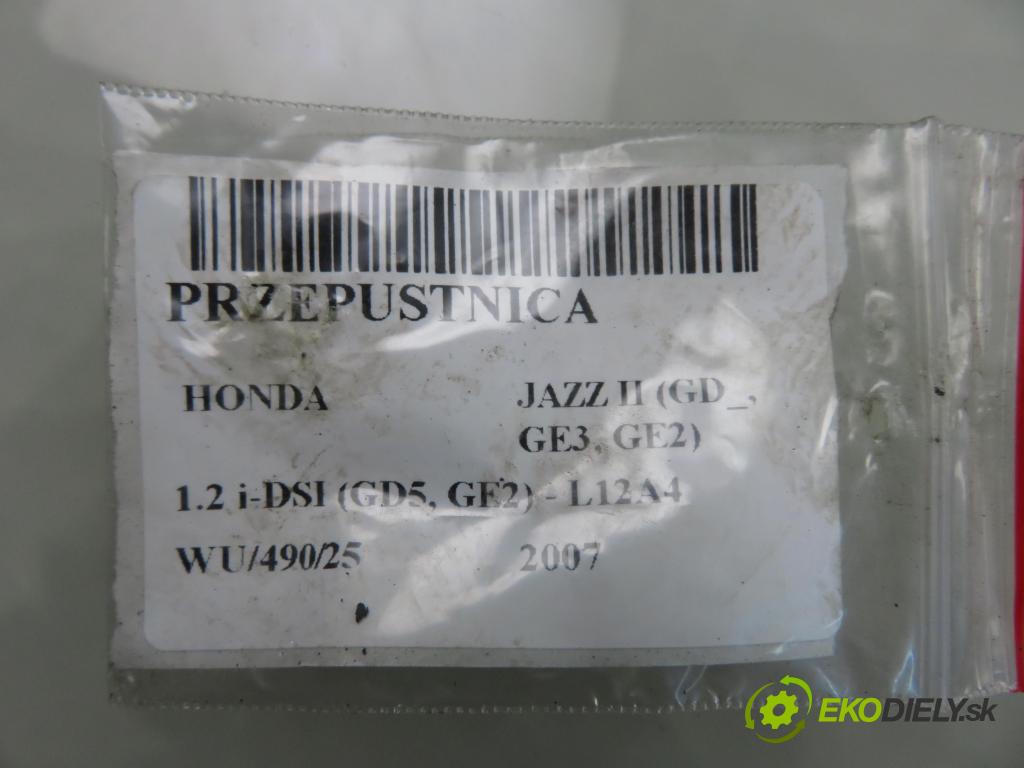 PRZEPUSTNICA
HONDA JAZZ II (GD_,
GE3, GE2)
1.2 i-DSI (GD5, GE2) - L12A4
WU/490/25 2007
EKODIELY.sk